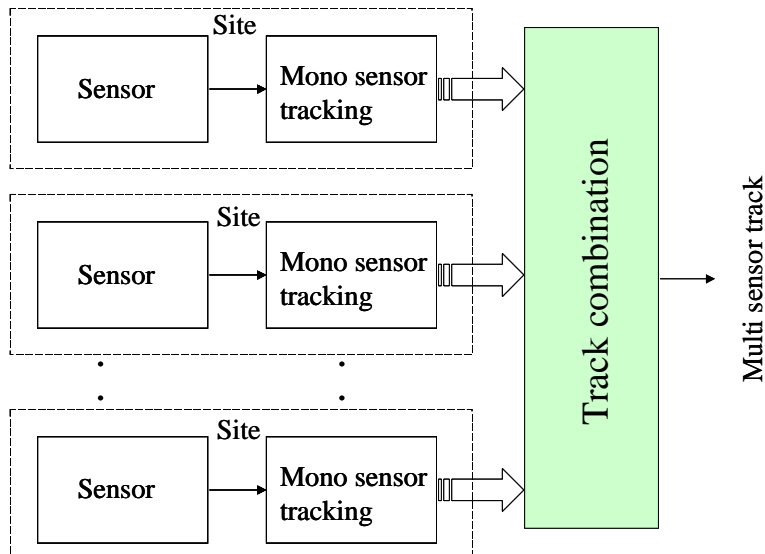 Site
Sensor
Mono sensor
tracking
Site
Sensor
Mono sensor
tracking
Site
Sensor
Mono sensor
tracking
Track combination
Multi sensor track